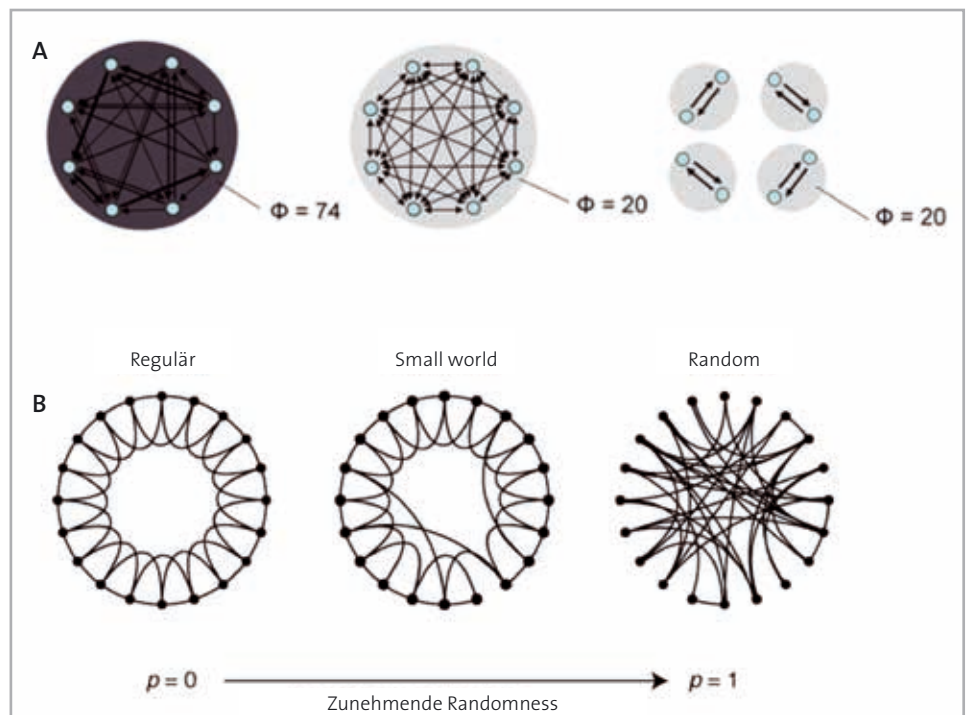 A
Φ = 74
Φ = 20
Φ = 20
Regulär Small world Random
B
p = 0 p = 1
Zunehmende Randomness